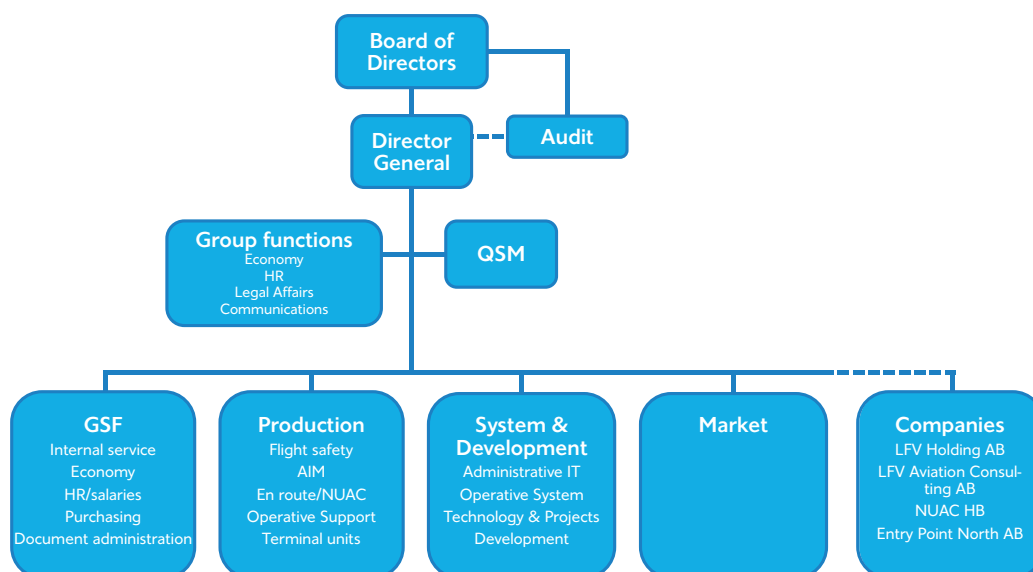 Board of
Directors
Director
General
Audit
Group functions
Economy
HR
Legal Affairs
Communications
QSM
GSF
Internal service
Economy
HR/salaries
Purchasing
Document administration
Production
Flight safety
AIM
En route/NUAC
Operative Support
Terminal units
System &
Development
Administrative IT
Operative System
Technology & Projects
Development
Market
Companies
LFV Holding AB
LFV Aviation Consul-
ting AB
NUAC HB
Entry Point North AB